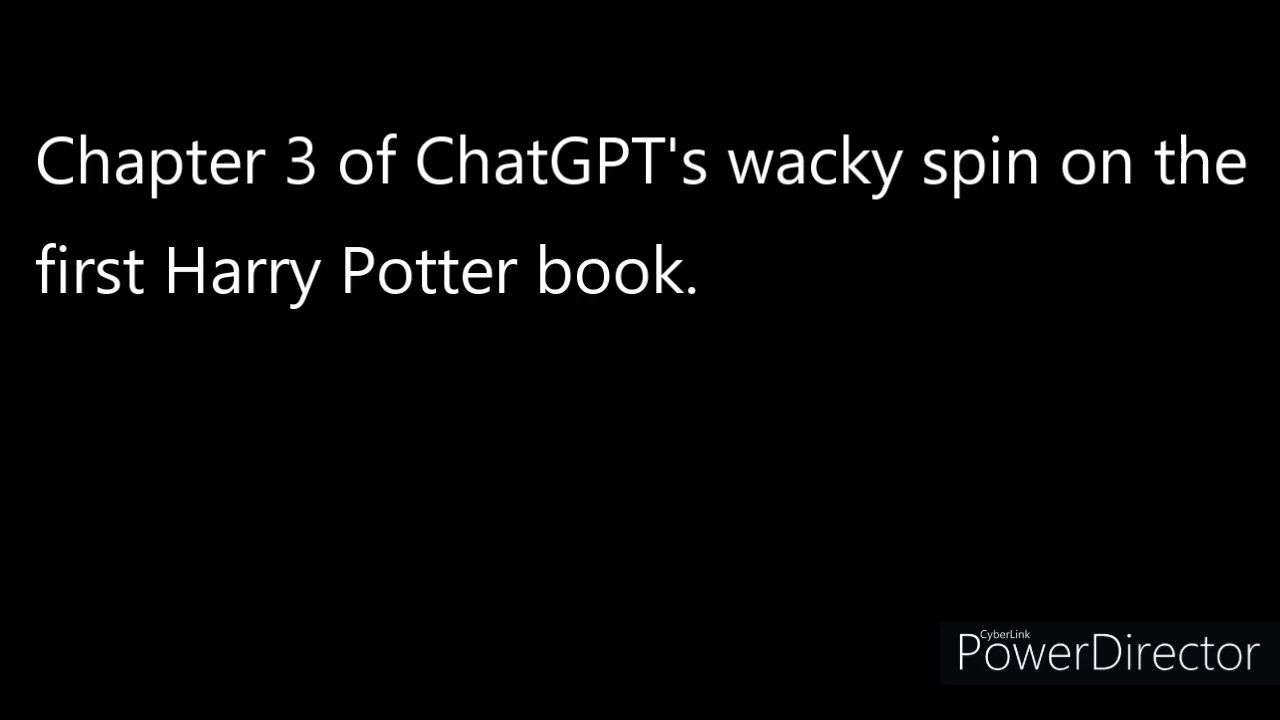 Chapter 3 of ChatGPT's wacky spin on the
first Harry Potter book.
CyberLink
PowerDirector